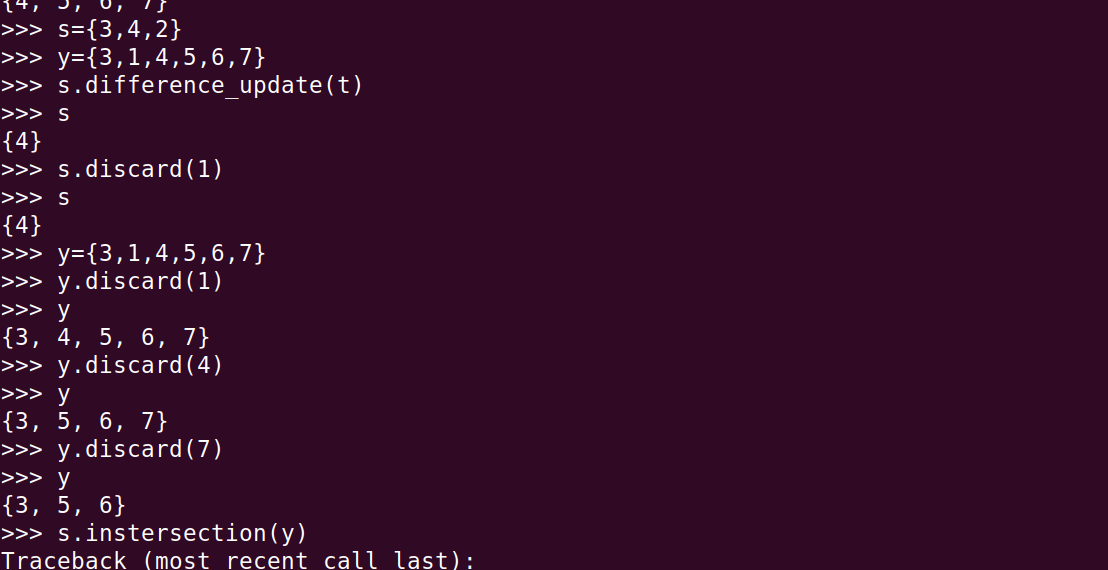 {4, 5, 6, 7}
>>> s={3,4,2}
>>> y={3,1,4,5,6,7}
>>> s.difference_update(t)
>>> s
{4}
>>> s.discard(1)
>>> s
{4}
>>> y={3,1,4,5,6,7}
>>> y.discard(1)
>>> y
{3, 4, 5, 6, 7}
>>> y.discard(4)
>>> y
{3, 5, 6, 7}
>>> y.discard(7)
>>> y
{3, 5, 6}
>>> s.instersection(y)
Traceback (most recent call last):